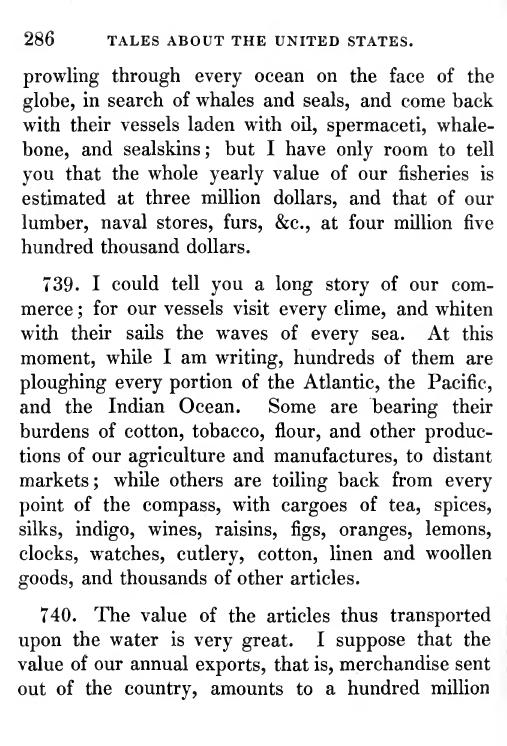 286 TALES ABOUT THE UNITED STATES.
prowling through every ocean on the face of the
globe, in search of whales and seals, and come back
with their vessels laden with oil, spermaceti, whale-
bone, and sealskins; but I have only room to tell
you that the whole yearly value of our fisheries is
estimated at three million dollars, and that of our
lumber, naval stores, furs, &c., at four million five
hundred thousand dollars.
739. I could tell you a long story of our com-
merce; for our vessels visit every clime, and whiten
with their sails the waves of every sea. At this
moment, while I am writing, hundreds of them are
ploughing every portion of the Atlantic, the Pacific,
and the Indian Ocean. Some are bearing their
burdens of cotton, tobacco, flour, and other produc-
tions of our agriculture and manufactures, to distant
markets; while others are toiling back from every
point of the compass, with cargoes of tea, spices,
silks, indigo, wines, raisins, figs, oranges, lemons,
clocks, watches, cutlery, cotton, linen and woollen
goods, and thousands of other articles.
740. The value of the articles thus transported
upon the water is very great. I suppose that the
value of our annual exports, that is, merchandise sent
out of the country, amounts to a hundred million